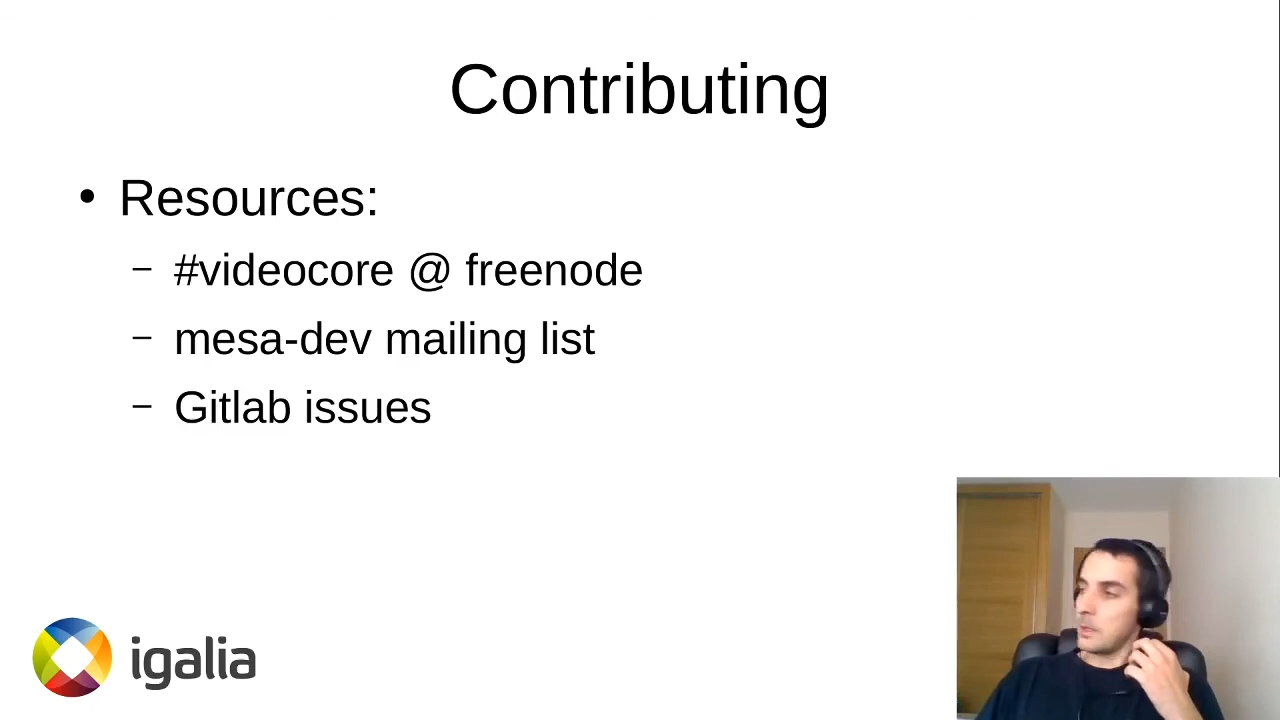 Contributing
• Resources:
– #videocore @ freenode
– mesa-dev mailing list
– Gitlab issues
igalia